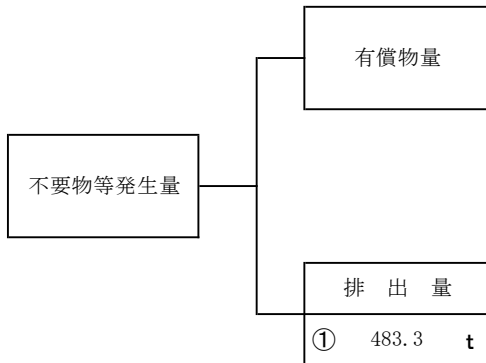 有償物量
不要物等発生量
排 出 量
① 483.3 t